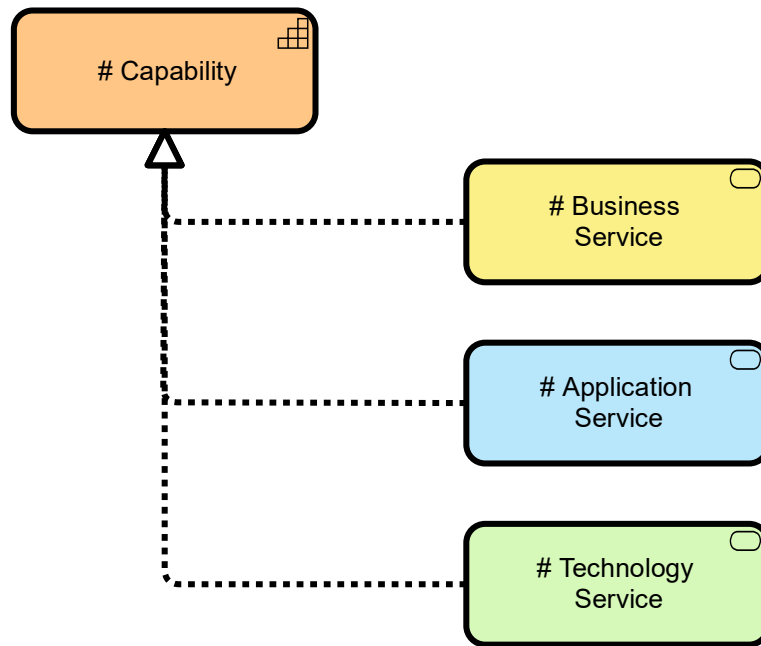 # Capability
# Business
Service
# Application
Service
# Technology
Service